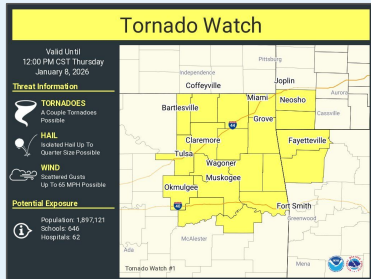 Tornado Watch
Valid Until
12:00 PM CST Thursday
January 8, 2026
Threat Information
TORNADOES
A Couple Tornadoes
Possible
HAIL
Isolated Hail Up To
Quarter Size Possible
WIND
Scattered Gusts
Up To 65 MPH Possible
Potential Exposure
Population: 1,897,121
Schools: 646
Hospitals: 62
Pittsburg
Independence
Coffeyville
Joplin
Miami
Neosho
Aurora
Bartlesville
Grove
Cassville
Claremore
Fayetteville
Tulsa
Wagoner
Muskogee
Okmulgee
Fort Smith
Greenwood
McAlester
Ada
Mena
Tornado Watch #1